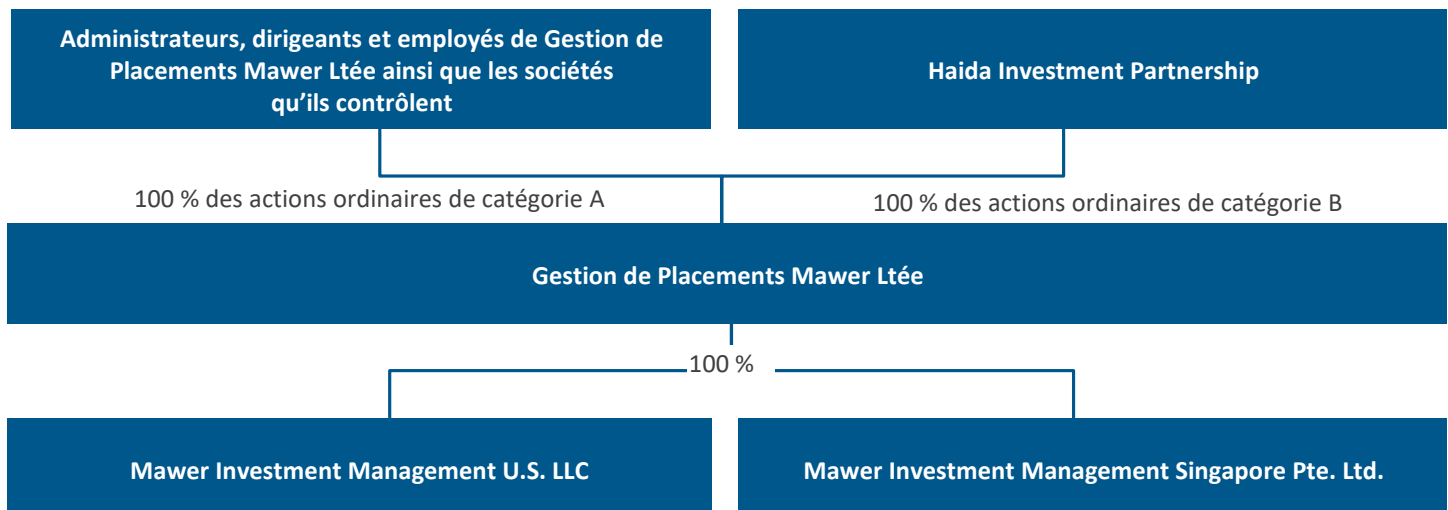 Administrateurs, dirigeants et employés de Gestion de
Placements Mawer Ltée ainsi que les sociétés
qu’ils contrôlent
Haida Investment Partnership
100 % des actions ordinaires de catégorie A
100 % des actions ordinaires de catégorie B
Gestion de Placements Mawer Ltée
100 %
Mawer Investment Management U.S. LLC
Mawer Investment Management Singapore Pte. Ltd.